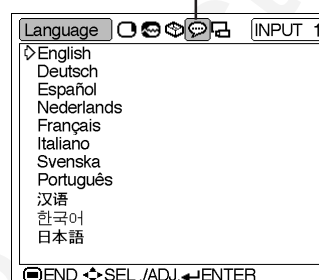 Language INPUT 1
English
Deutsch
Español
Nederlands
Français
Italiano
Svenska
Português
汉语
한국어
日本語
END SEL./ADJ. ENTER